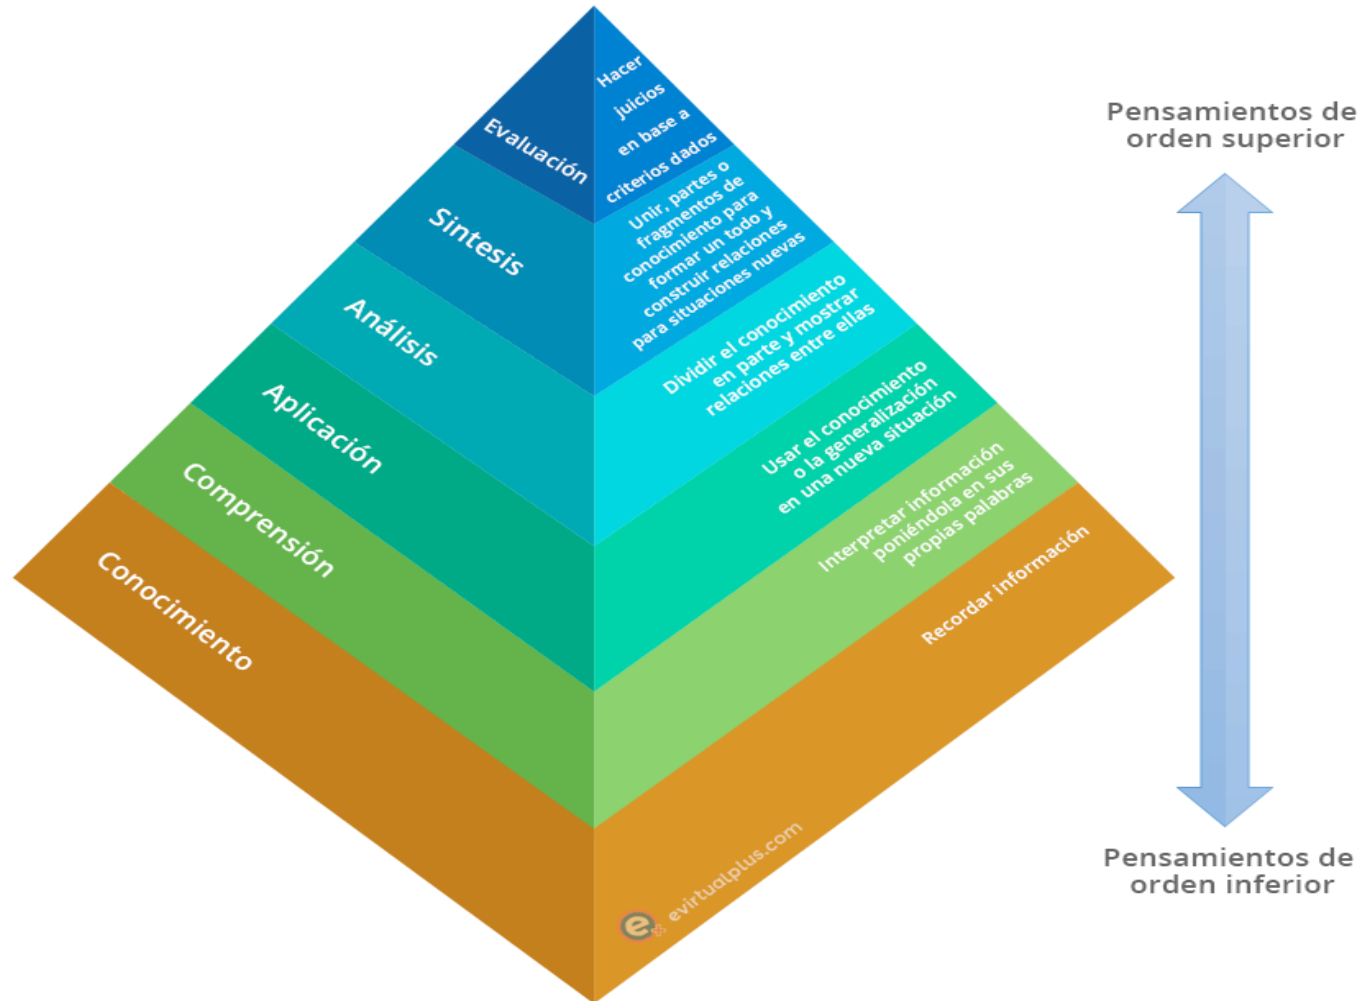 Evaluación
Hacer
juicios
en base a
criterios dados
Sintesis
Unir, partes o
fragmentos de
conocimiento para
formar un todo y
construir relaciones
para situaciones nuevas
Análisis
Dividir el conocimiento
en parte y mostrar
relaciones entre ellas
Aplicación
Usar el conocimiento
o la generalización
en una nueva situación
Comprensión
Interpretar información
poniéndola en sus
propias palabras
Conocimiento
Recordar información
e evirtualplus.com
Pensamientos de
orden superior
Pensamientos de
orden inferior